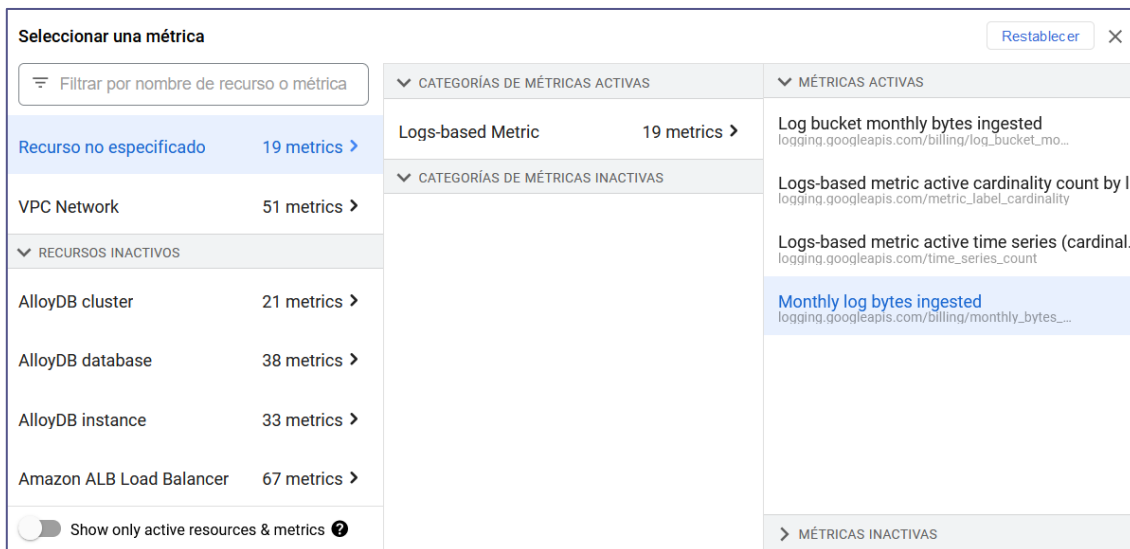 Seleccionar una métrica
Restablecer
Filtrar por nombre de recurso o métrica
Recurso no especificado 19 metrics
VPC Network 51 metrics
RECURSOS INACTIVOS
AlloyDB cluster 21 metrics
AlloyDB database 38 metrics
AlloyDB instance 33 metrics
Amazon ALB Load Balancer 67 metrics
Show only active resources & metrics
CATEGORÍAS DE MÉTRICAS ACTIVAS
Logs-based Metric 19 metrics
CATEGORÍAS DE MÉTRICAS INACTIVAS
MÉTRICAS ACTIVAS
Log bucket monthly bytes ingested
logging.googleapis.com/billing/log_bucket_mo...
Logs-based metric active cardinality count by l
logging.googleapis.com/metric_label_cardinality
Logs-based metric active time series (cardinal.
logging.googleapis.com/time_series_count
Monthly log bytes ingested
logging.googleapis.com/billing/monthly_bytes_...
MÉTRICAS INACTIVAS